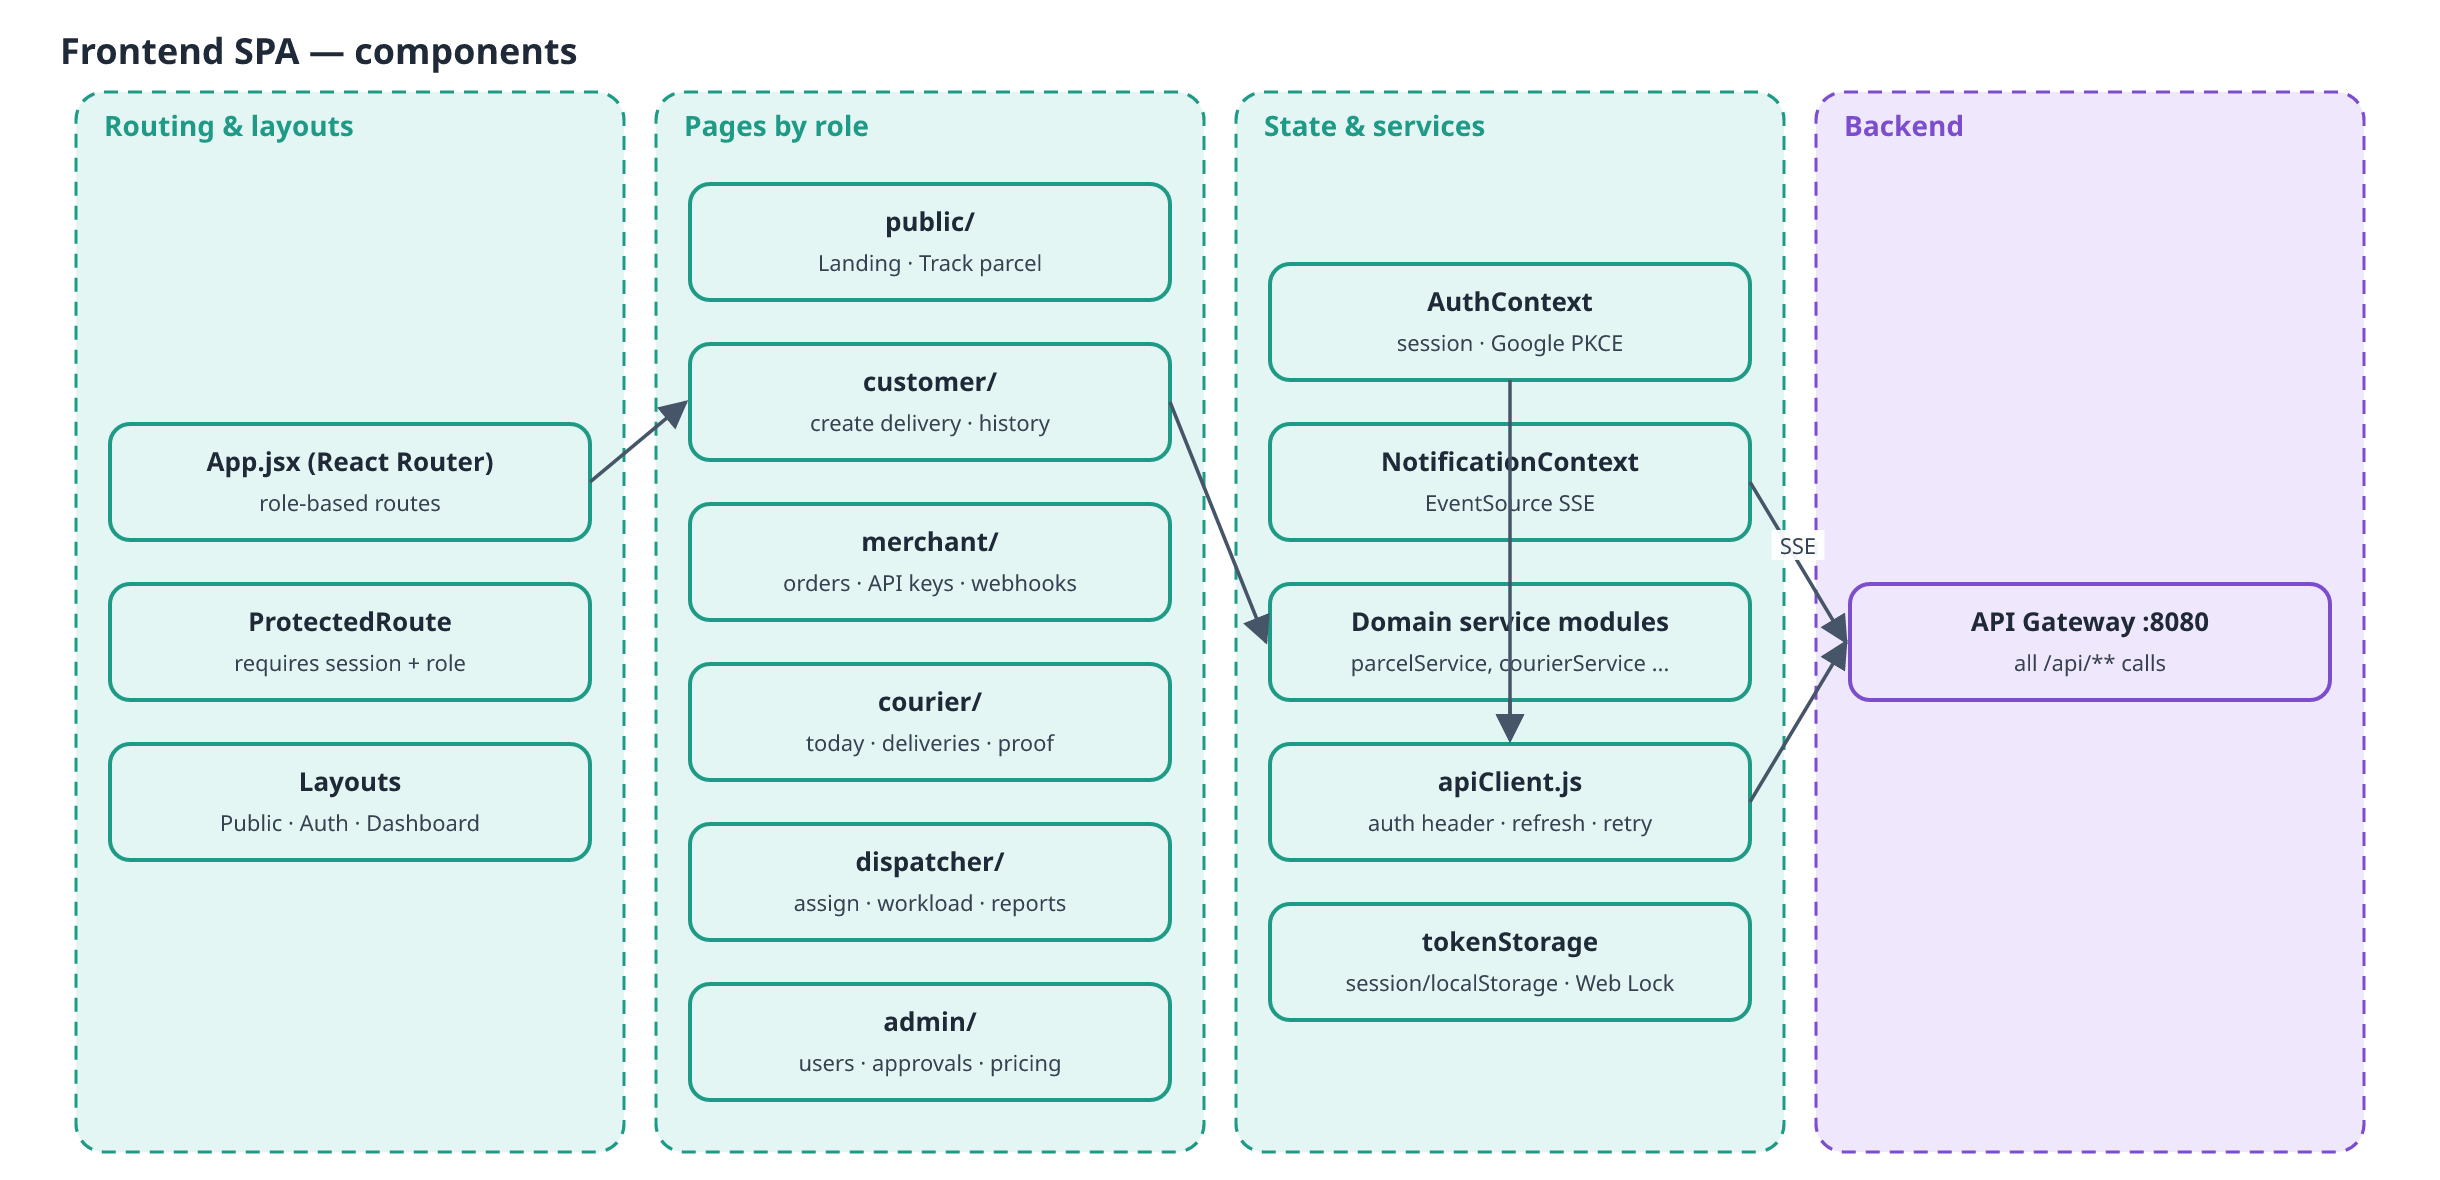 Frontend SPA — components
Routing & layouts
App.jsx (React Router)
role-based routes
ProtectedRoute
requires session + role
Layouts
Public · Auth · Dashboard
Pages by role
public/
Landing · Track parcel
customer/
create delivery · history
merchant/
orders · API keys · webhooks
courier/
today · deliveries · proof
dispatcher/
assign · workload · reports
admin/
users · approvals · pricing
State & services
AuthContext
session · Google PKCE
NotificationContext
EventSource SSE
Domain service modules
parcelService, courierService ...
apiClient.js
auth header · refresh · retry
tokenStorage
session/localStorage · Web Lock
SSE
Backend
API Gateway :8080
all /api/** calls